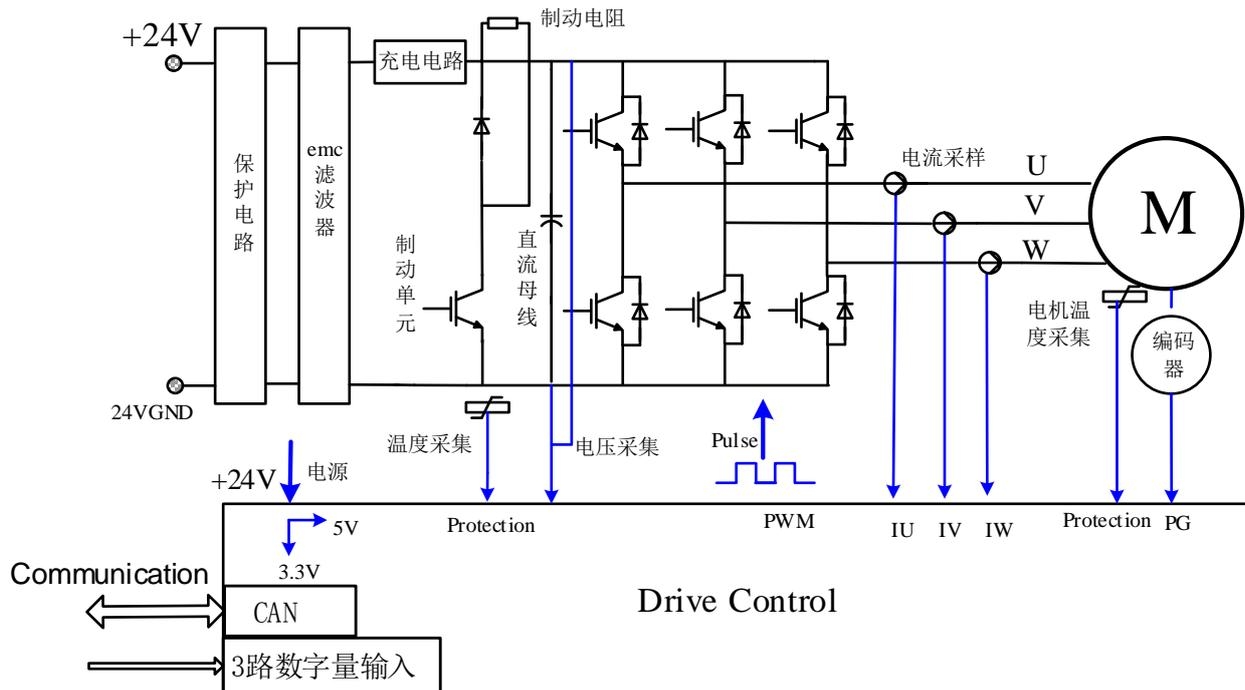 制动电阻
+24V
充电电路
保护电路
emc
滤波器
电流采样
U
V
W
M
制动单元
直流母线
电机温
度采集
编码
器
24VGND
温度采集
电压采集
Pulse
+24V
电源
Protection
PWM
IU
IV
IW
Protection
PG
5V
3.3V
Communication
CAN
Drive Control
3路数字量输入